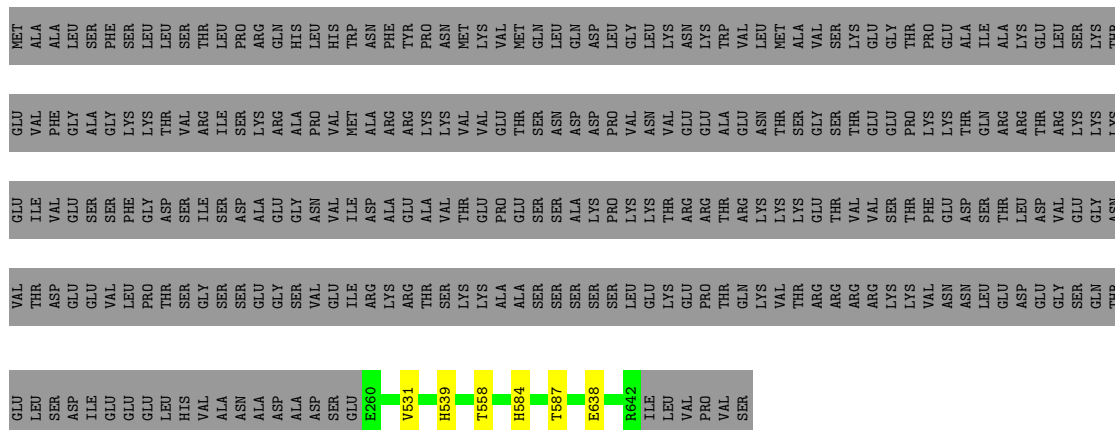 MET ALA ALA LEU SER PHE SER LEU LEU SER THR LEU PRO ARG GLN HIS LEU HIS TRP ASN PHE TYR PRO ASN MET LYS VAL MET GLN LEU GLN ASP LEU GLY LEU LYS ASN LYS TRP VAL LEU MET ALA VAL SER LYS GLU GLY THR PRO GLU ALA ILE ALA LYS GLU LEU SER LYS THR
GLU VAL PHE GLY ALA GLY LYS LYS THR VAL ARG ILE SER LYS ARG ALA PRO VAL MET ALA ARG ARG LYS LYS VAL VAL GLU THR SER ASN ASP ASP PRO VAL ASN VAL GLU GLU ALA GLU ASN THR SER GLY SER THR GLU GLU PRO LYS LYS THR GLN ARG ARG THR ARG LYS LYS LYS
GLU ILE VAL GLU SER SER PHE GLY ASP SER ILE SER ASP ALA GLU GLY ASN VAL ILE ASP ALA GLU ALA VAL THR GLU PRO GLU SER SER ALA LYS PRO LYS LYS THR ARG ARG THR ARG LYS LYS LYS GLU THR VAL VAL SER THR PHE GLU ASP SER THR LEU ASP VAL GLU GLY ASN
VAL THR ASP GLU GLU VAL LEU PRO THR SER GLY SER SER GLU GLY SER VAL GLU ILE ARG LYS ARG THR SER LYS LYS ALA ALA SER SER SER SER SER LEU GLU LYS GLU PRO THR GLN LYS VAL THR ARG ARG ARG ARG LYS LYS VAL ASN ASN LEU GLU ASP GLU GLY SER GLN THR
GLU LEU SER ASP ILE GLU GLU GLU LEU HIS VAL ALA ASN ALA ASP ALA ASP SER GLU E260 V531 H539 T558 H584 T587 E638 R642 ILE LEU VAL PRO VAL SER